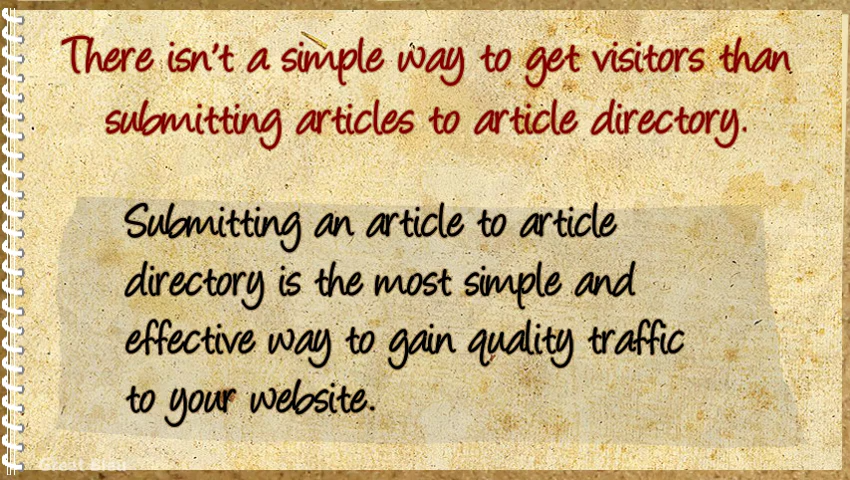 There isn't a simple way to get visitors than
submitting articles to article directory.
Submitting an article to article
directory is the most simple and
effective way to gain quality traffic
to your website.